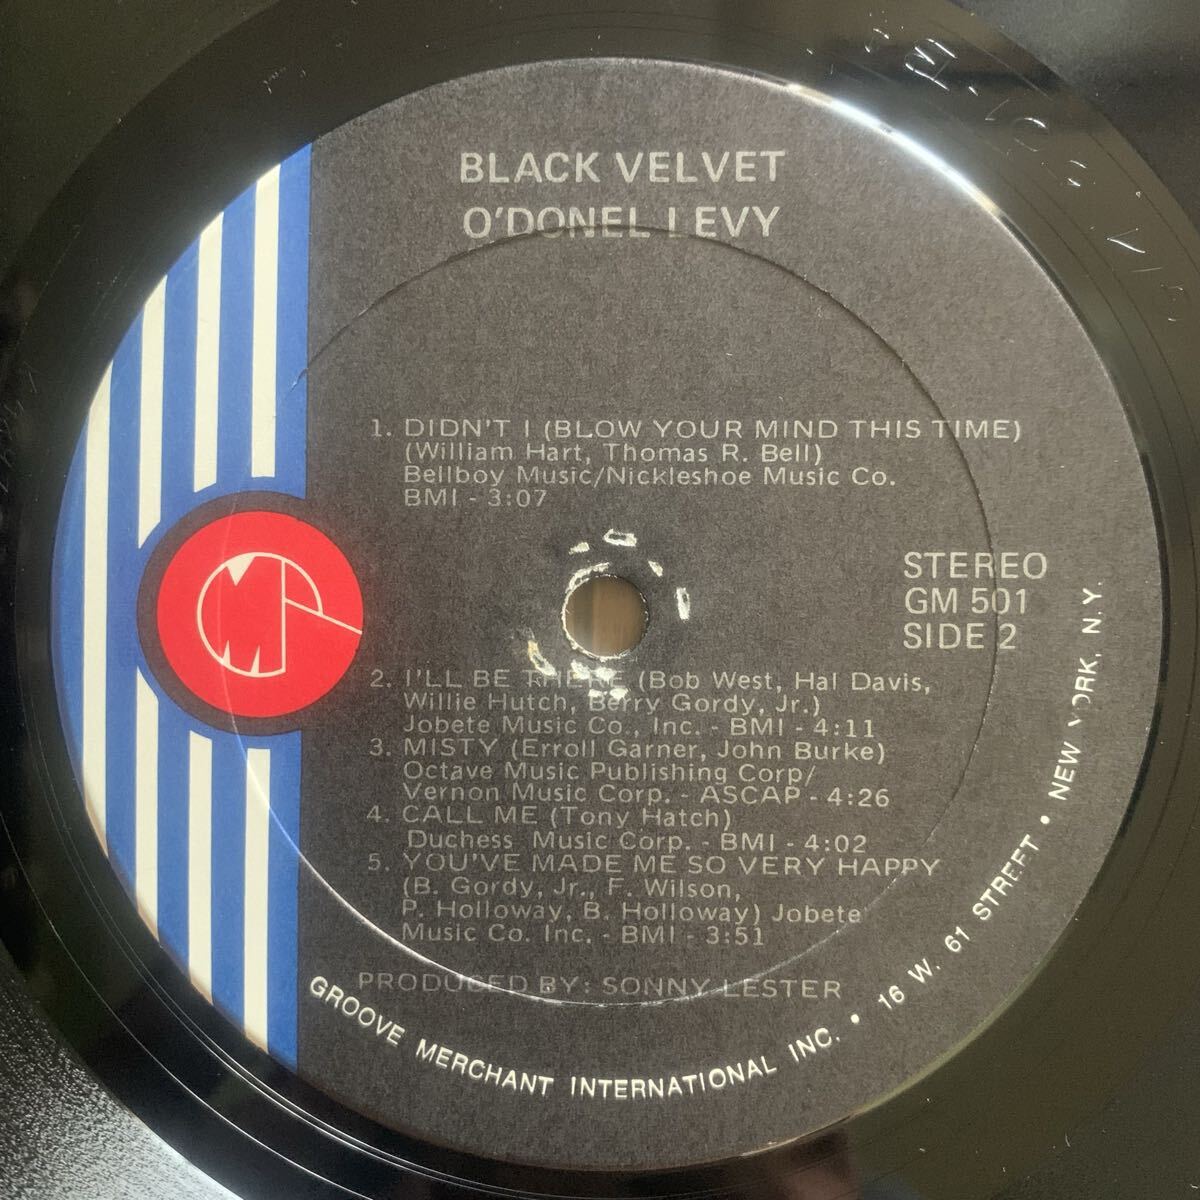 BLACK VELVET
O'DONEL LEVY
1. DIDN'T I (BLOW YOUR MIND THIS TIME)
(William Hart, Thomas R. Bell)
Bellboy Music/Nickleshoe Music Co.
BMI - 3:07
STEREO
GM 501
SIDE 2
2. I'LL BE THERE (Bob West, Hal Davis,
Willie Hutch, Berry Gordy, Jr.)
Jobete Music Co., Inc. - BMI - 4:11
3. MISTY (Erroll Garner, John Burke)
Octave Music Publishing Corp/
Vernon Music Corp. - ASCAP - 4:26
4. CALL ME (Tony Hatch)
Duchess Music Corp. - BMI - 4:02
5. YOU'VE MADE ME SO VERY HAPPY
(B. Gordy, Jr., F. Wilson,
P. Holloway, B. Holloway) Jobete
Music Co. Inc. - BMI - 3:51
PRODUCED BY: SONNY LESTER
GROOVE MERCHANT INTERNATIONAL INC. • 16 W. 61 STREET • NEW YORK, N.Y.